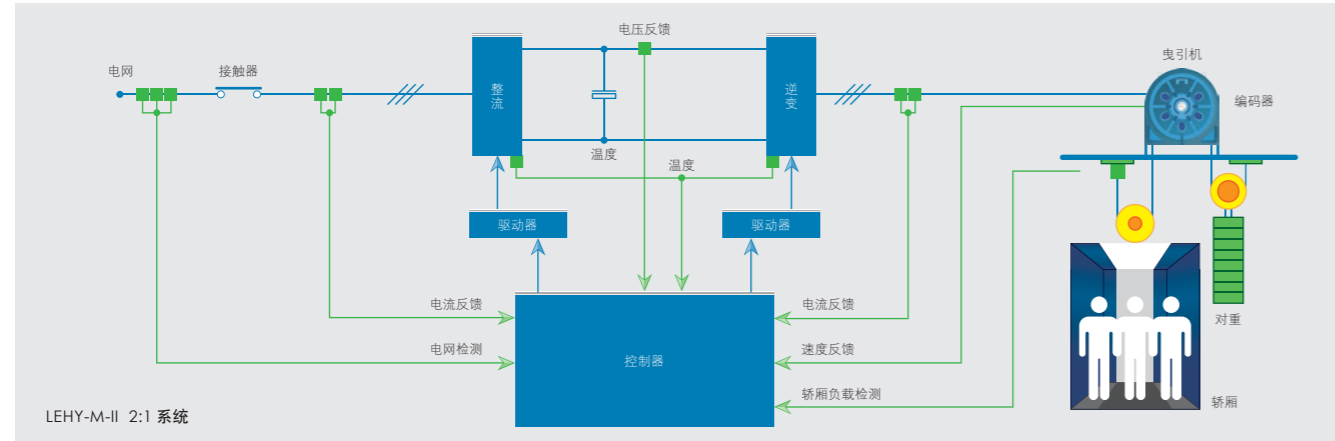 电压反馈
电网
接触器
整流
逆变
曳引机
编码器
温度
温度
驱动器
驱动器
电流反馈
电流反馈
电网检测
控制器
速度反馈
轿厢负载检测
对重
轿厢
LEHY-M-II 2:1 系统